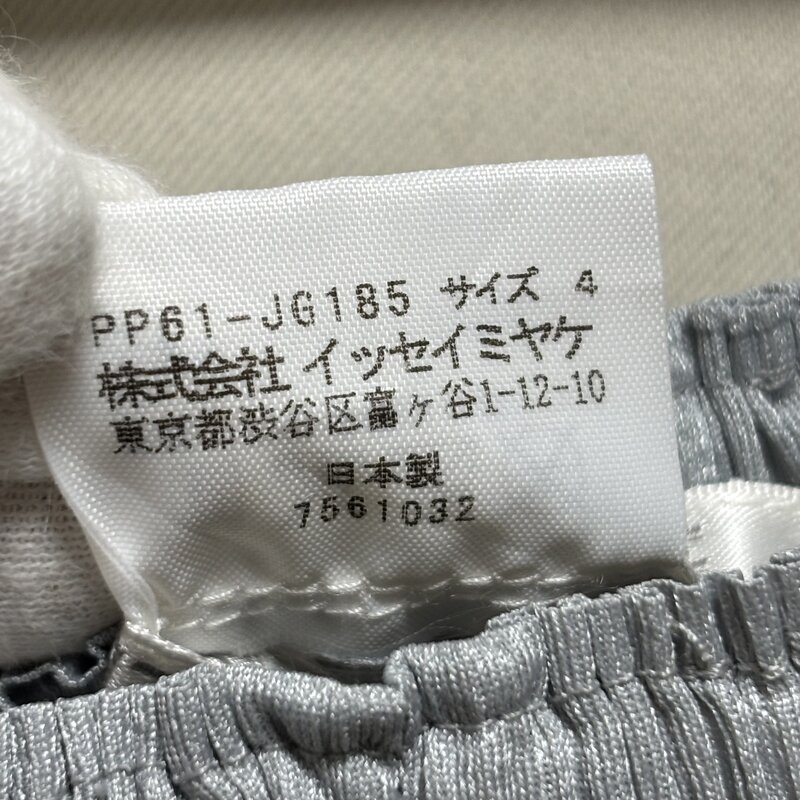 PP61-JG185 サイズ 4
株式会社 イッセイミヤケ
東京都渋谷区富ヶ谷1-12-10
日本製
7561032